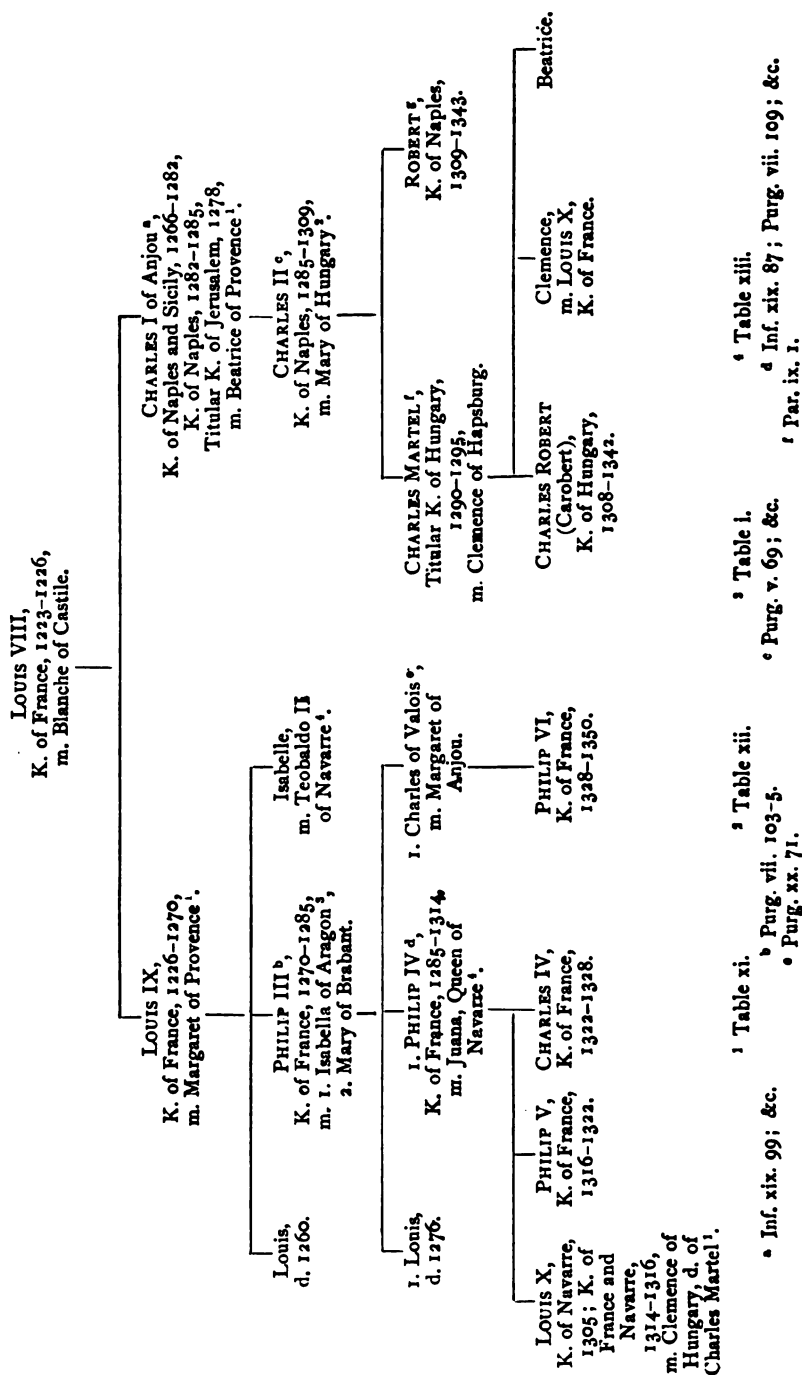 LOUIS VIII,
K. of France, 1223–1226,
m. Blanche of Castile.
LOUIS IX,
K. of France, 1226–1270,
m. Margaret of Provence ¹.
CHARLES I of Anjou ᵃ,
K. of Naples and Sicily, 1266–1282,
K. of Naples, 1282–1285,
Titular K. of Jerusalem, 1278,
m. Beatrice of Provence ¹.
Louis,
d. 1260.
PHILIP III ᵇ,
K. of France, 1270–1285,
m. 1. Isabella of Aragon ³,
2. Mary of Brabant.
Isabelle,
m. Teobaldo II
of Navarre ⁴.
CHARLES II ᶜ,
K. of Naples, 1285–1309,
m. Mary of Hungary ².
1. Louis,
d. 1276.
1. PHILIP IV ᵈ,
K. of France, 1285–1314,
m. Juana, Queen of
Navarre ⁴.
1. Charles of Valois ᵉ,
m. Margaret of
Anjou.
CHARLES MARTEL ᶠ,
Titular K. of Hungary,
1290–1295,
m. Clemence of Hapsburg.
ROBERT ᵍ,
K. of Naples,
1309–1343.
LOUIS X,
K. of Navarre,
1305; K. of
France and
Navarre,
1314–1316,
m. Clemence of
Hungary, d. of
Charles Martel ¹.
PHILIP V,
K. of France,
1316–1322.
CHARLES IV,
K. of France,
1322–1328.
PHILIP VI,
K. of France,
1328–1350.
CHARLES ROBERT
(Carobert),
K. of Hungary,
1308–1342.
Clemence,
m. LOUIS X,
K. of France.
Beatrice.
¹ Table xi. ² Table xii. ³ Table i. ⁴ Table xiii.
ᵃ Inf. xix. 99; &c. ᵇ Purg. vii. 103–5. ᶜ Purg. v. 69; &c. ᵈ Inf. xix. 87; Purg. vii. 109; &c.
ᵉ Purg. xx. 71. ᶠ Par. ix. 1.